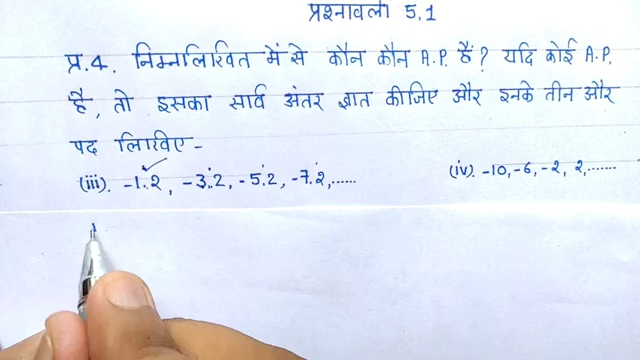 प्रश्नावली 5.1
प्र.4. निम्नलिखित में से कौन कौन A.P. हैं? यदि कोई A.P.
है, तो इसका सार्व अंतर ज्ञात कीजिए और इनके तीन और
पद लिखिए -
(iii). -1.2, -3.2, -5.2, -7.2,...... (iv). -10,-6,-2, 2,.......